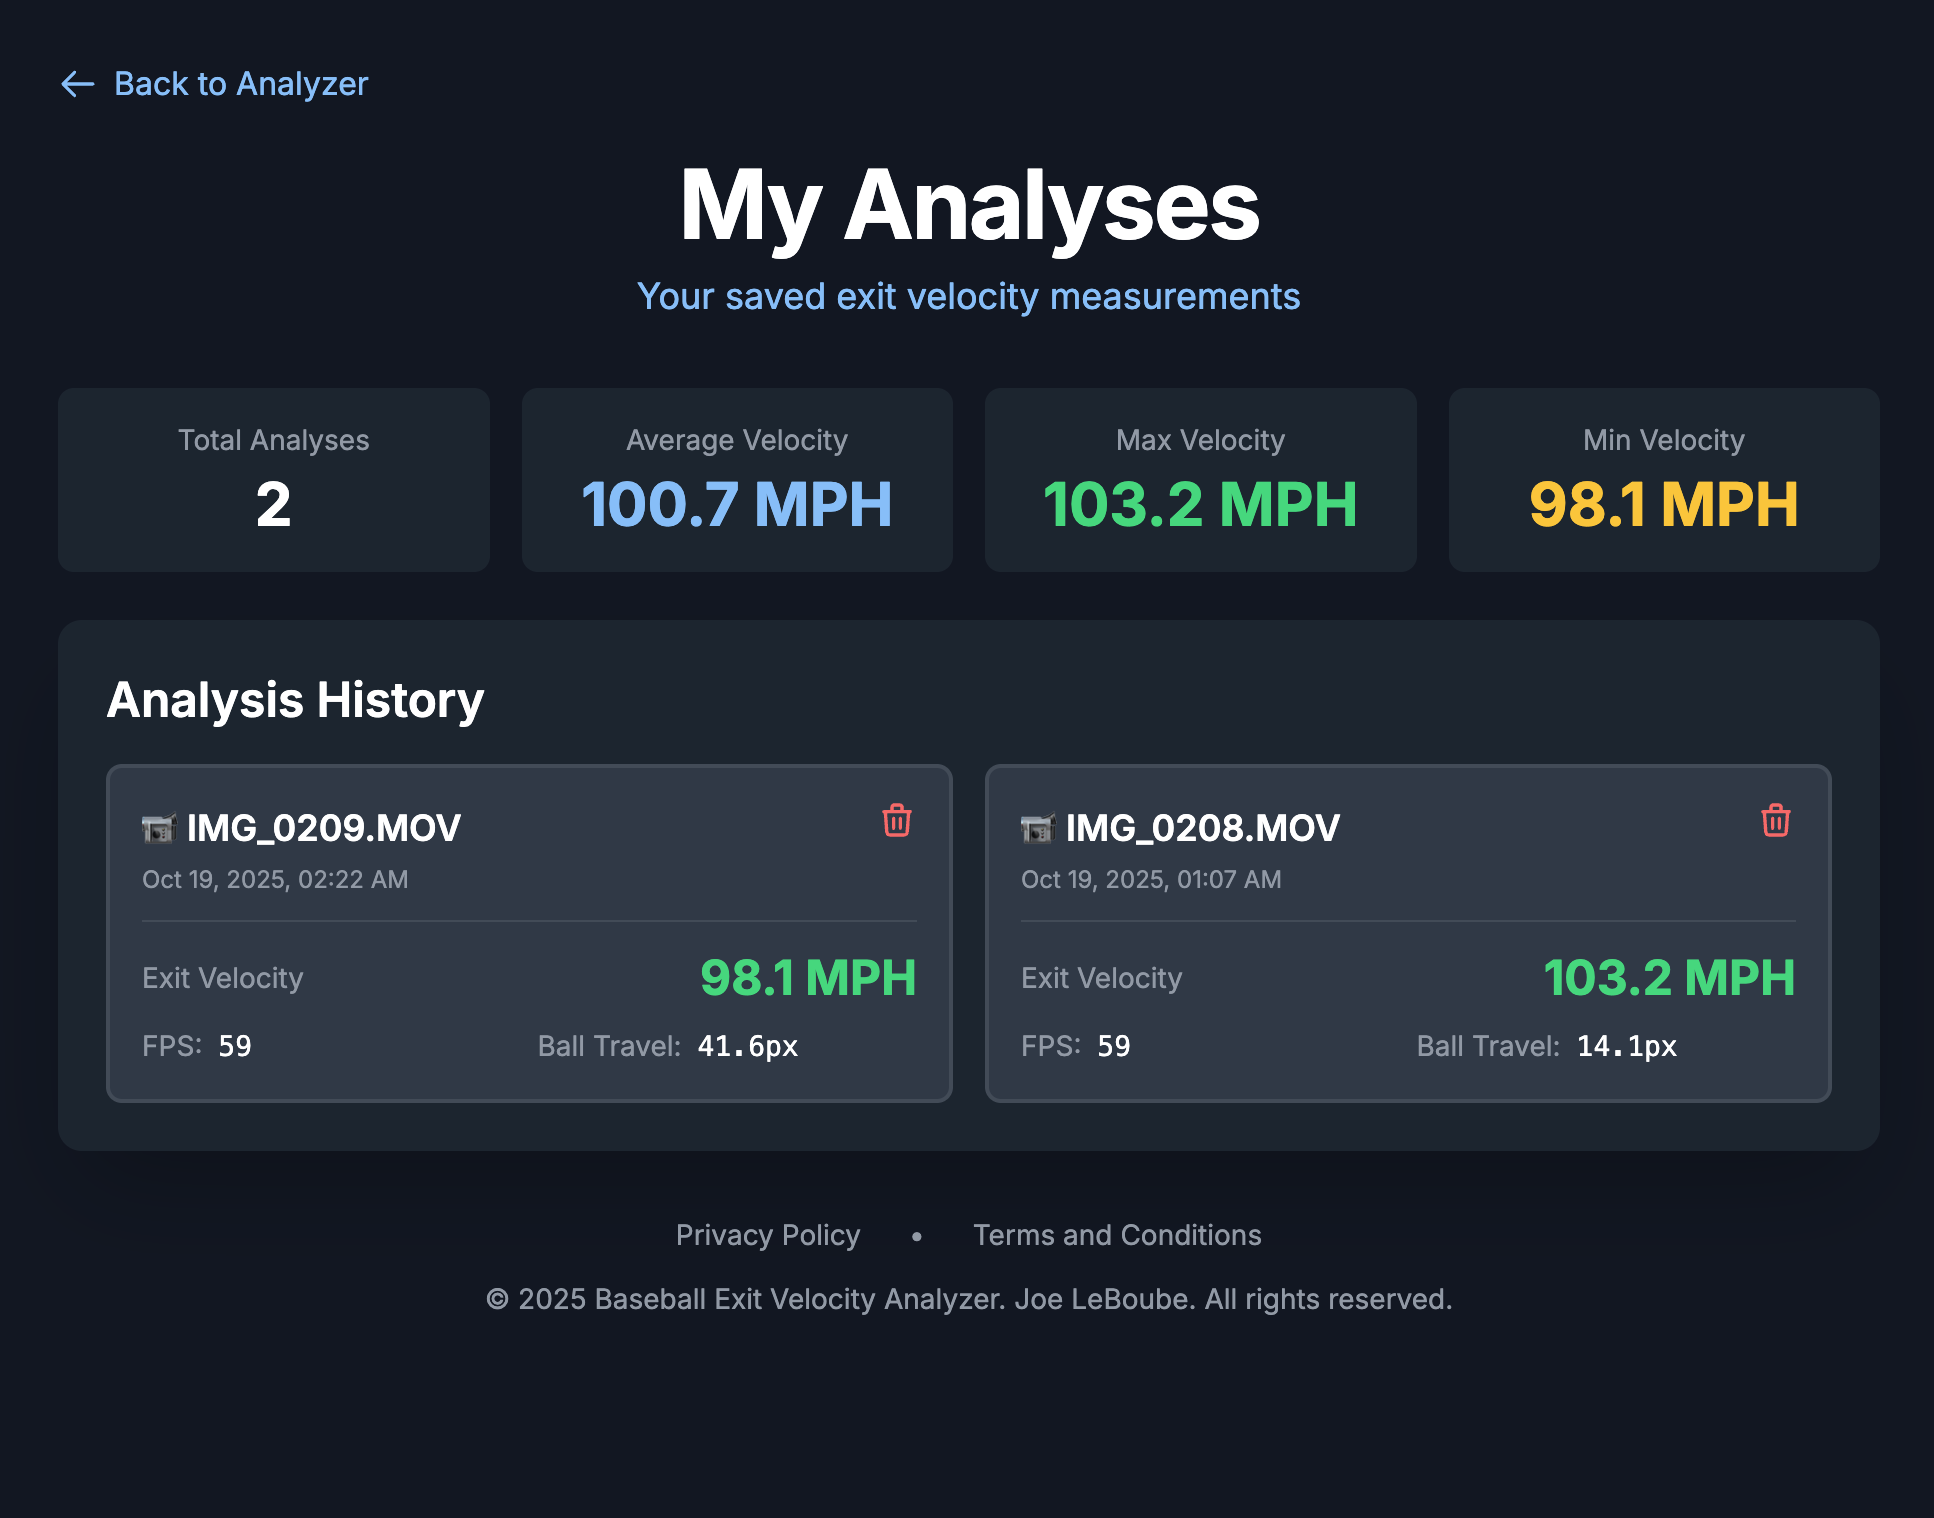 Back to Analyzer
My Analyses
Your saved exit velocity measurements
Total Analyses
2
Average Velocity
100.7 MPH
Max Velocity
103.2 MPH
Min Velocity
98.1 MPH
Analysis History
IMG_0209.MOV
Oct 19, 2025, 02:22 AM
Exit Velocity 98.1 MPH
FPS: 59 Ball Travel: 41.6px
IMG_0208.MOV
Oct 19, 2025, 01:07 AM
Exit Velocity 103.2 MPH
FPS: 59 Ball Travel: 14.1px
Privacy Policy • Terms and Conditions
© 2025 Baseball Exit Velocity Analyzer. Joe LeBoube. All rights reserved.